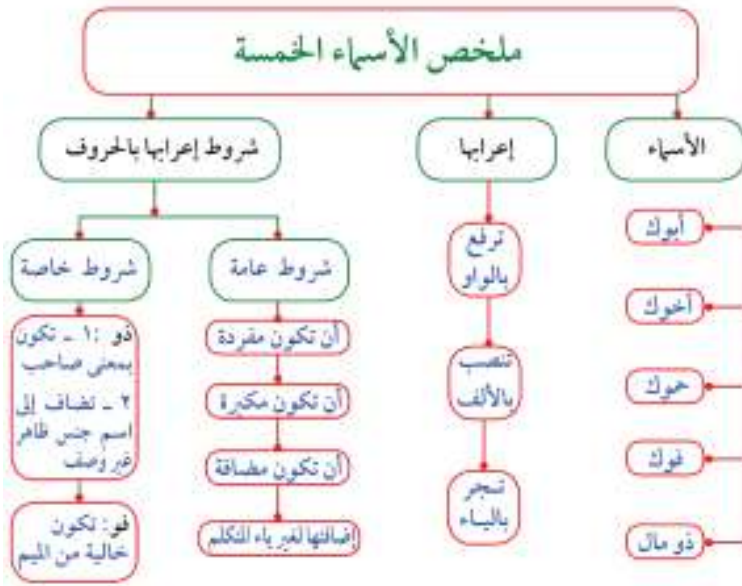 ملخص الأسماء الخمسة
الأسماء
أبوك
أخوك
حموك
فوك
ذو مال
إعرابها
ترفع
بالواو
تنصب
بالألف
تجر
بالياء
شروط إعرابها بالحروف
شروط عامة
أن تكون مفردة
أن تكون مكبرة
أن تكون مضافة
إضافتها لغير ياء المتكلم
شروط خاصة
ذو :١ ـ تكون
بمعنى صاحب
٢ ـ تضاف إلى
اسم جنس ظاهر
غير وصف
فو: تكون
خالية من الميم